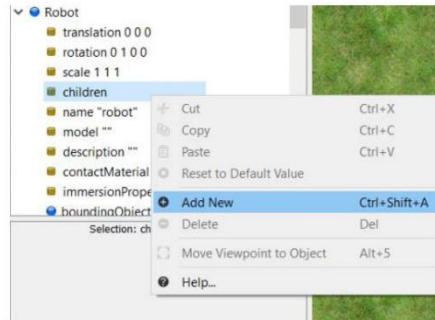 Robot
translation 0 0 0
rotation 0 1 0 0
scale 1 1 1
children
name "robot"
model ""
description ""
contactMaterial
immersionPrope
boundingObject
Selection: ch
Cut Ctrl+X
Copy Ctrl+C
Paste Ctrl+V
Reset to Default Value
Add New Ctrl+Shift+A
Delete Del
Move Viewpoint to Object Alt+5
Help...